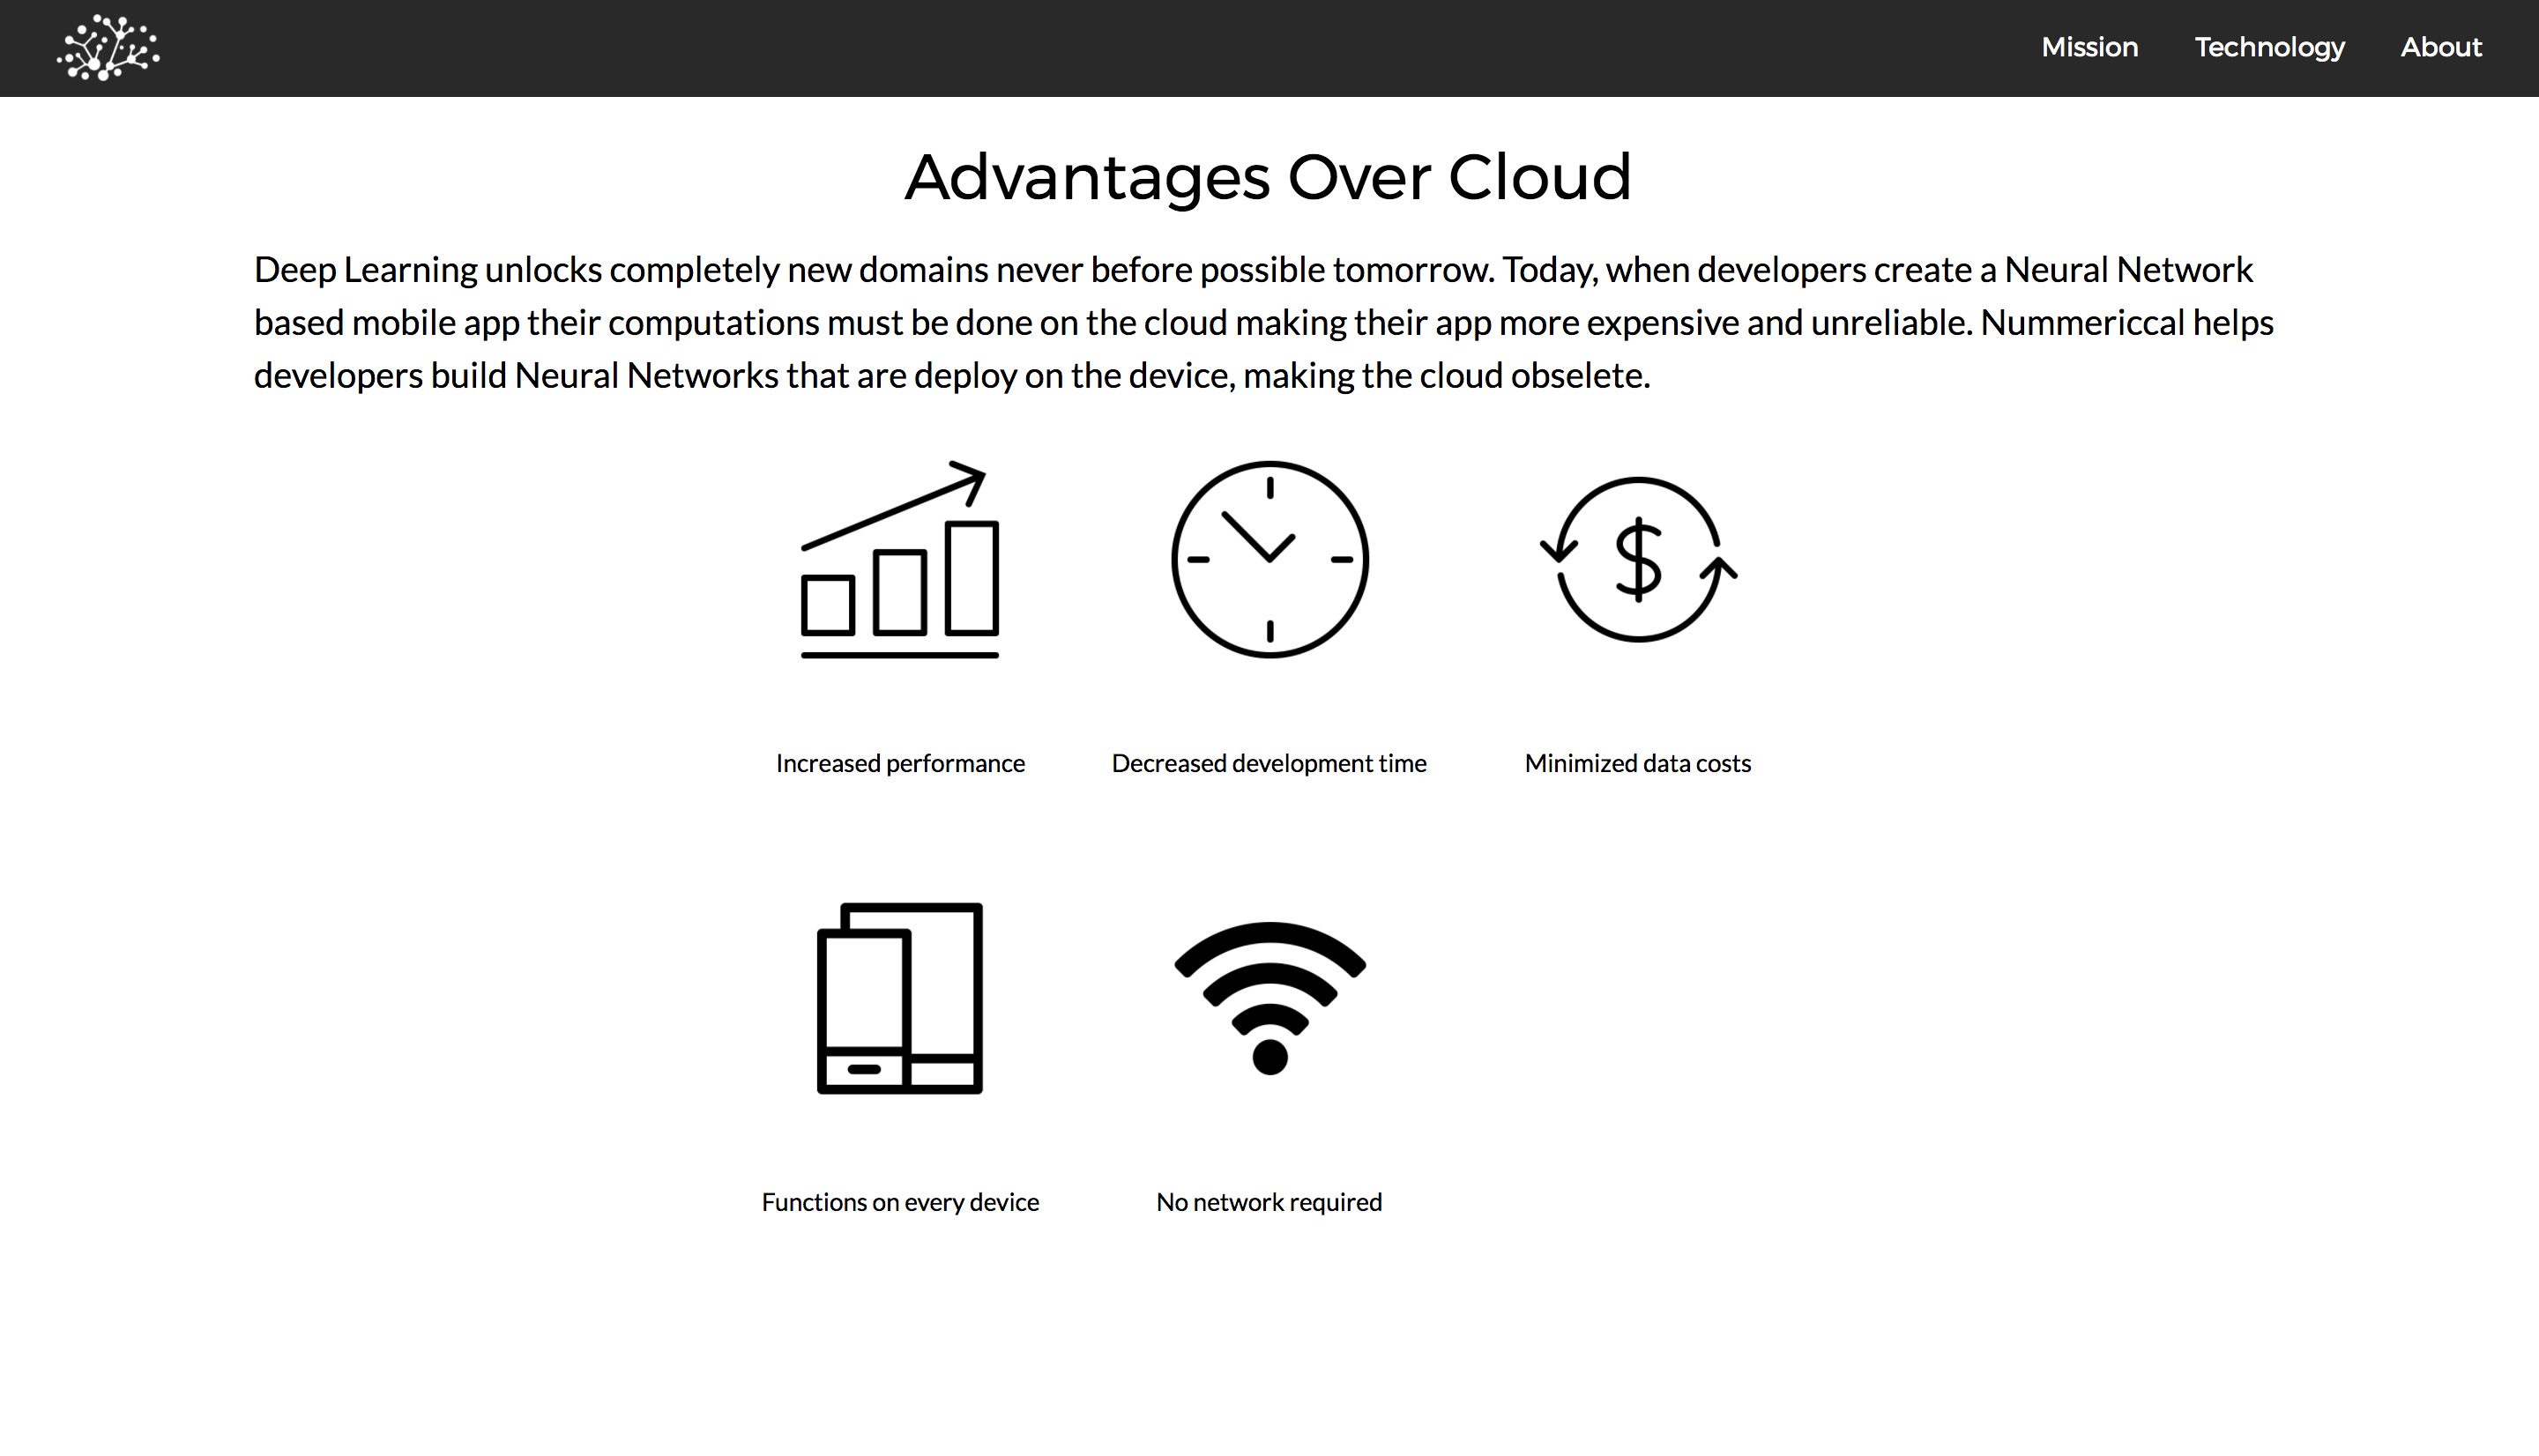 Mission Technology About
Advantages Over Cloud
Deep Learning unlocks completely new domains never before possible tomorrow. Today, when developers create a Neural Network
based mobile app their computations must be done on the cloud making their app more expensive and unreliable. Nummericcal helps
developers build Neural Networks that are deploy on the device, making the cloud obselete.
$
Increased performance
Decreased development time
Minimized data costs
Functions on every device
No network required